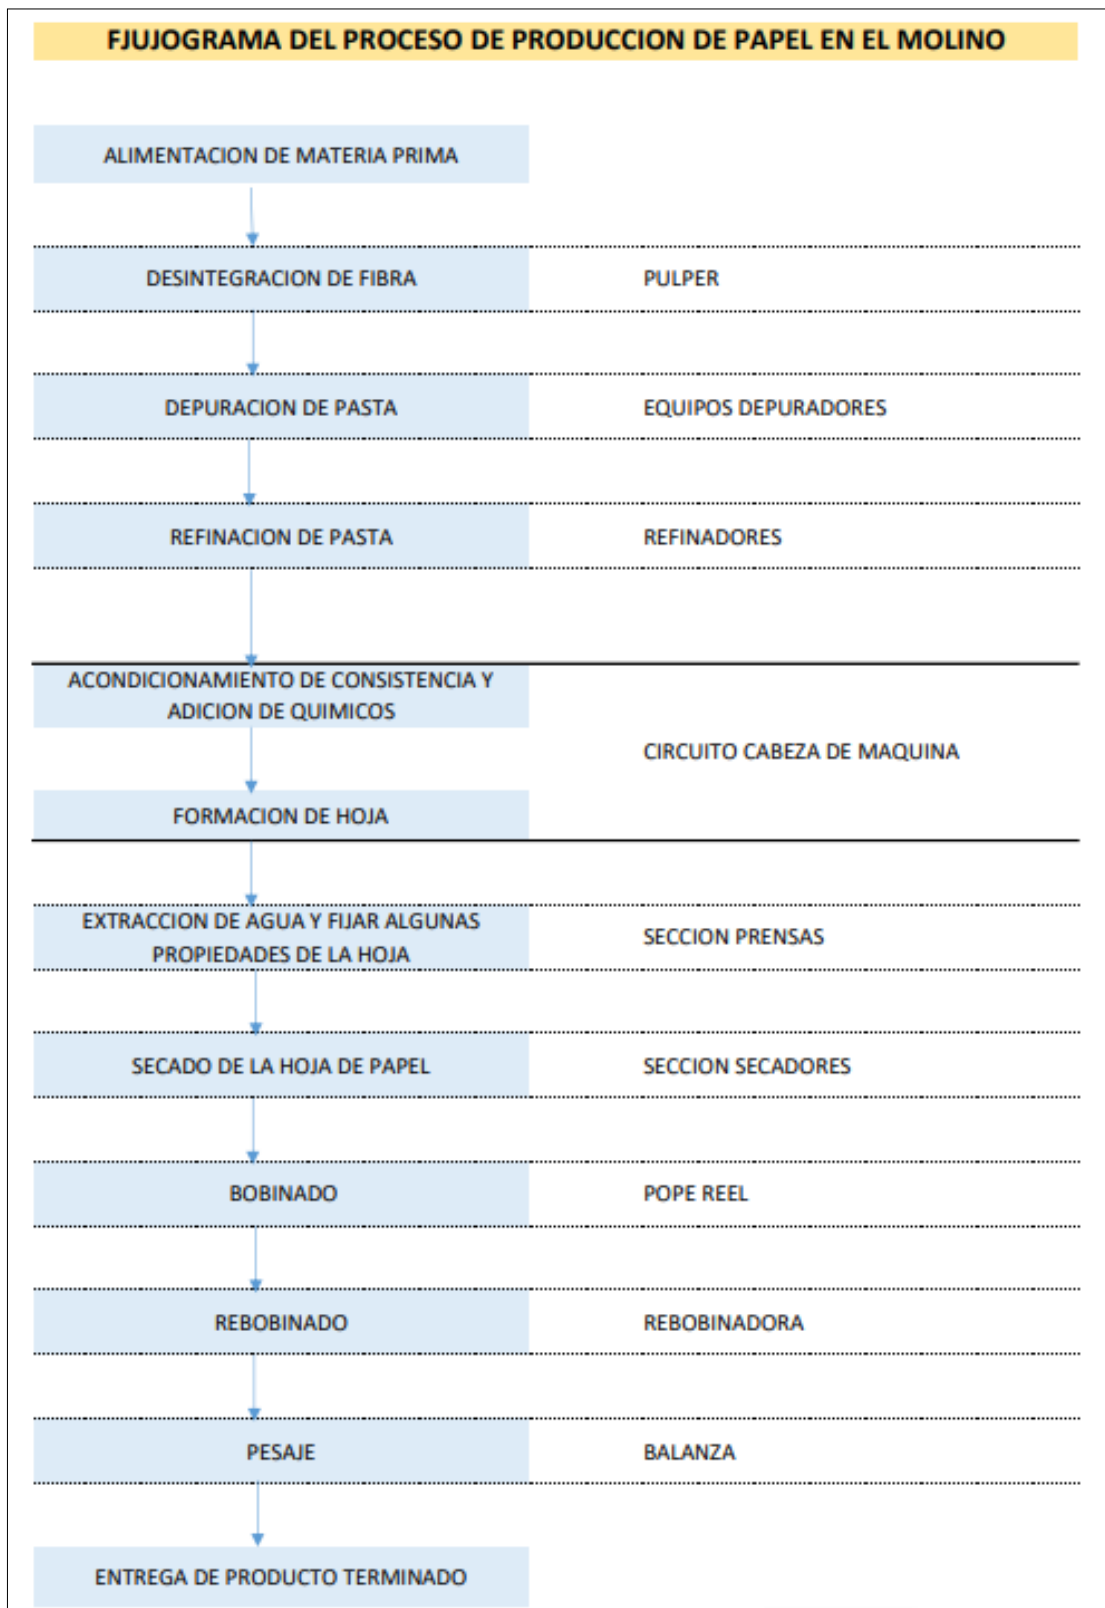 FJUJOGRAMA DEL PROCESO DE PRODUCCION DE PAPEL EN EL MOLINO
ALIMENTACION DE MATERIA PRIMA
DESINTEGRACION DE FIBRA
PULPER
DEPURACION DE PASTA
EQUIPOS DEPURADORES
REFINACION DE PASTA
REFINADORES
ACONDICIONAMIENTO DE CONSISTENCIA Y
ADICION DE QUIMICOS
CIRCUITO CABEZA DE MAQUINA
FORMACION DE HOJA
EXTRACCION DE AGUA Y FIJAR ALGUNAS
PROPIEDADES DE LA HOJA
SECCION PRENSAS
SECADO DE LA HOJA DE PAPEL
SECCION SECADORES
BOBINADO
POPE REEL
REBOBINADO
REBOBINADORA
PESAJE
BALANZA
ENTREGA DE PRODUCTO TERMINADO